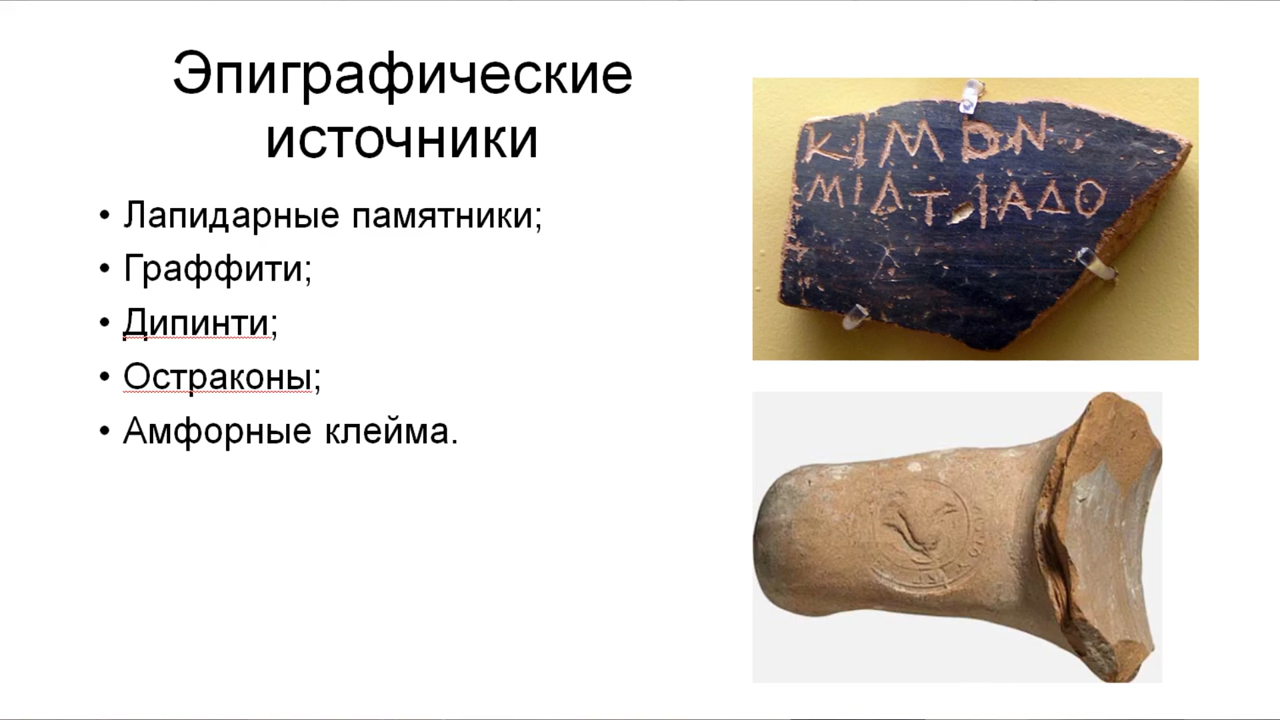 Эпиграфические
источники
• Лапидарные памятники;
• Граффити;
• Дипинти;
• Остраконы;
• Амфорные клейма.
ΚΙΜΟΝ
ΜΙΛΤΙΑΔΟ